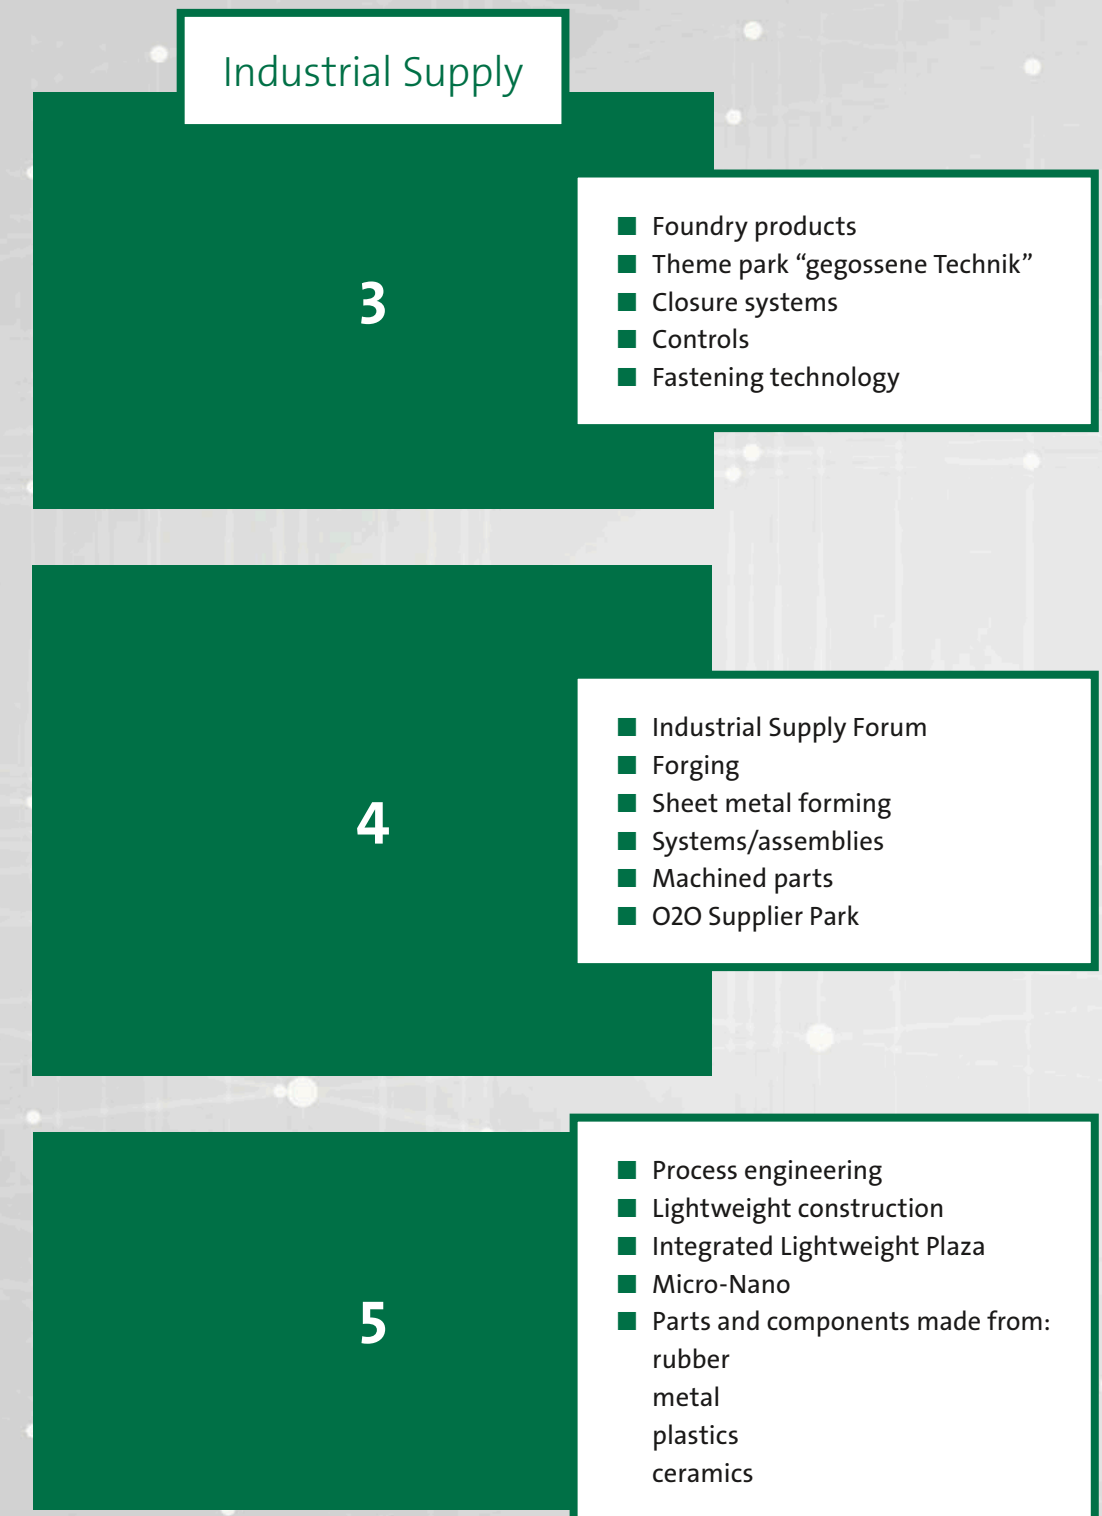 Industrial Supply
3
■ Foundry products
■ Theme park “gegossene Technik”
■ Closure systems
■ Controls
■ Fastening technology
4
■ Industrial Supply Forum
■ Forging
■ Sheet metal forming
■ Systems/assemblies
■ Machined parts
■ O2O Supplier Park
5
■ Process engineering
■ Lightweight construction
■ Integrated Lightweight Plaza
■ Micro-Nano
■ Parts and components made from:
rubber
metal
plastics
ceramics